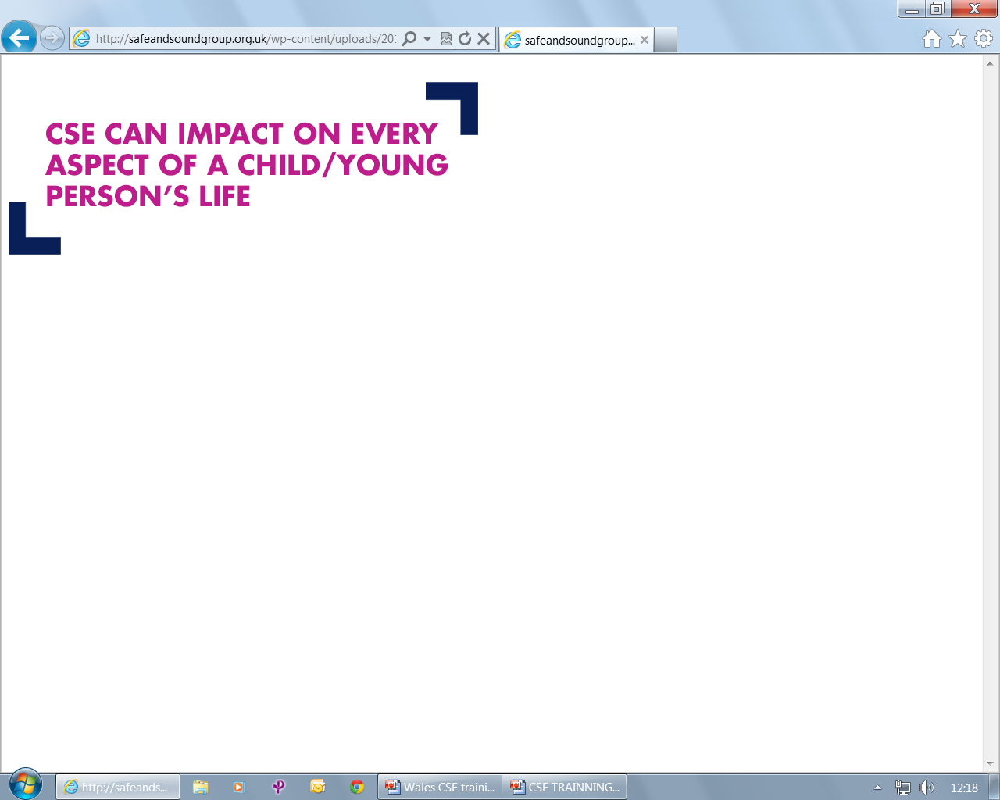 http://safeandsoundgroup.org.uk/wp-content/uploads/20
safeandsoundgroup...
CSE CAN IMPACT ON EVERY
ASPECT OF A CHILD/YOUNG
PERSON'S LIFE
http://safeands...
Wales CSE traini...
CSE TRAINNING...
12:18